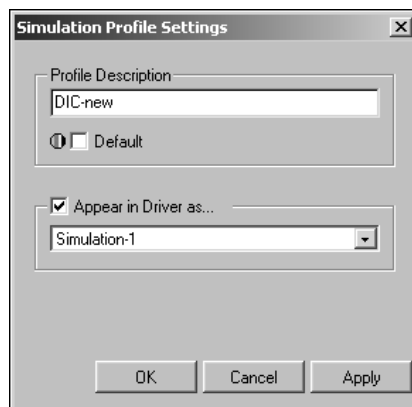 Simulation Profile Settings
Profile Description
DIC-new
Default
Appear in Driver as...
Simulation-1
OK Cancel Apply